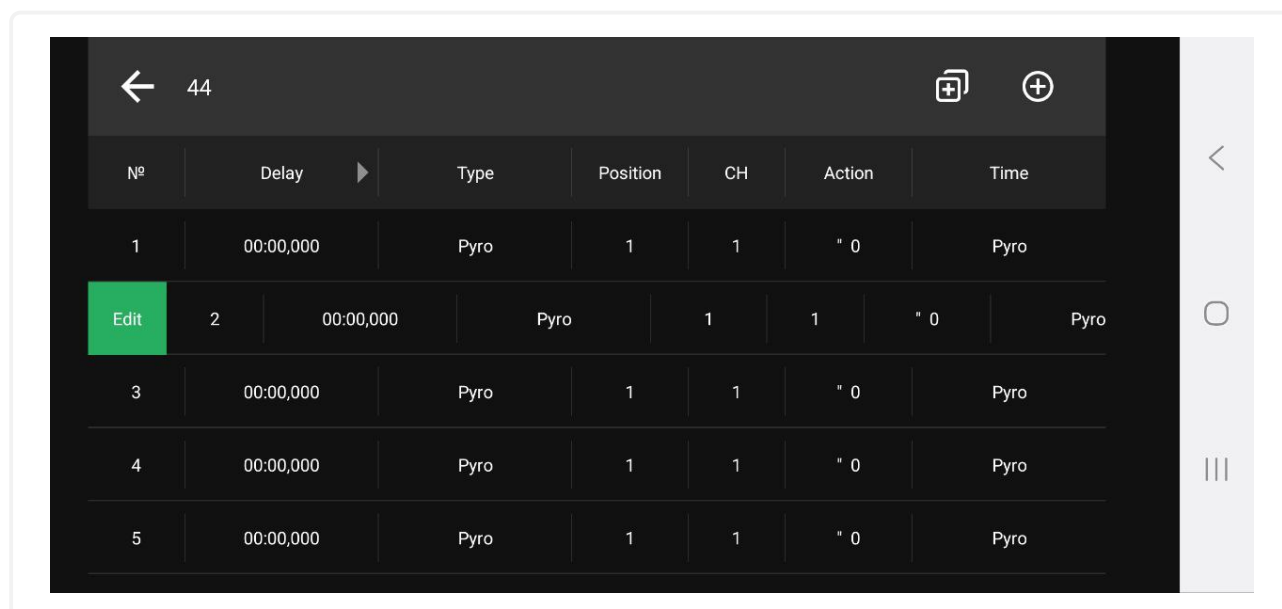 44
№ Delay Type Position CH Action Time
1 00:00,000 Pyro 1 1 " 0 Pyro
Edit 2 00:00,000 Pyro 1 1 " 0 Pyro
3 00:00,000 Pyro 1 1 " 0 Pyro
4 00:00,000 Pyro 1 1 " 0 Pyro
5 00:00,000 Pyro 1 1 " 0 Pyro